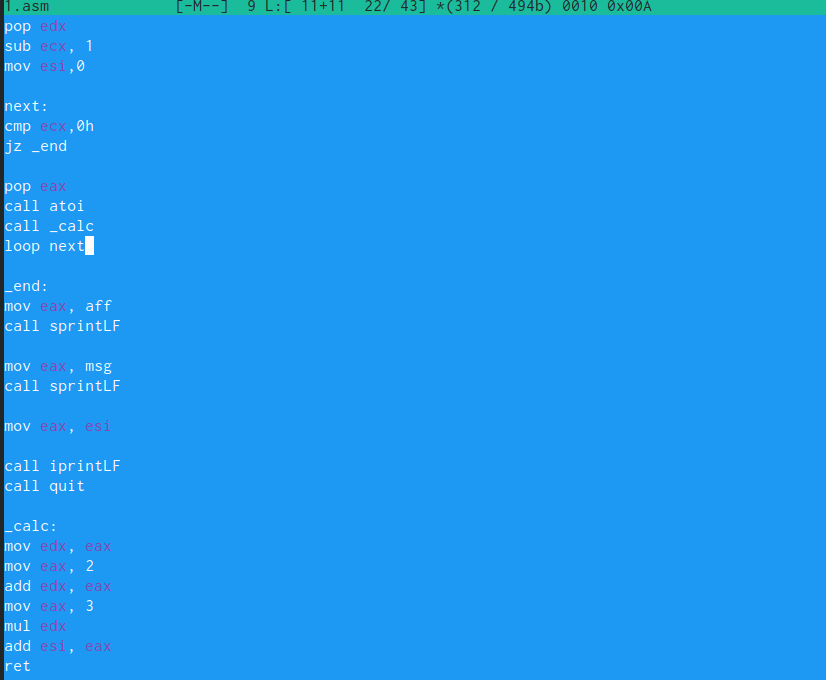 1.asm [-M--] 9 L:[ 11+11 22/ 43] *(312 / 494b) 0010 0x00A
pop edx
sub ecx, 1
mov esi,0
next:
cmp ecx,0h
jz _end
pop eax
call atoi
call _calc
loop next
_end:
mov eax, aff
call sprintLF
mov eax, msg
call sprintLF
mov eax, esi
call iprintLF
call quit
_calc:
mov edx, eax
mov eax, 2
add edx, eax
mov eax, 3
mul edx
add esi, eax
ret